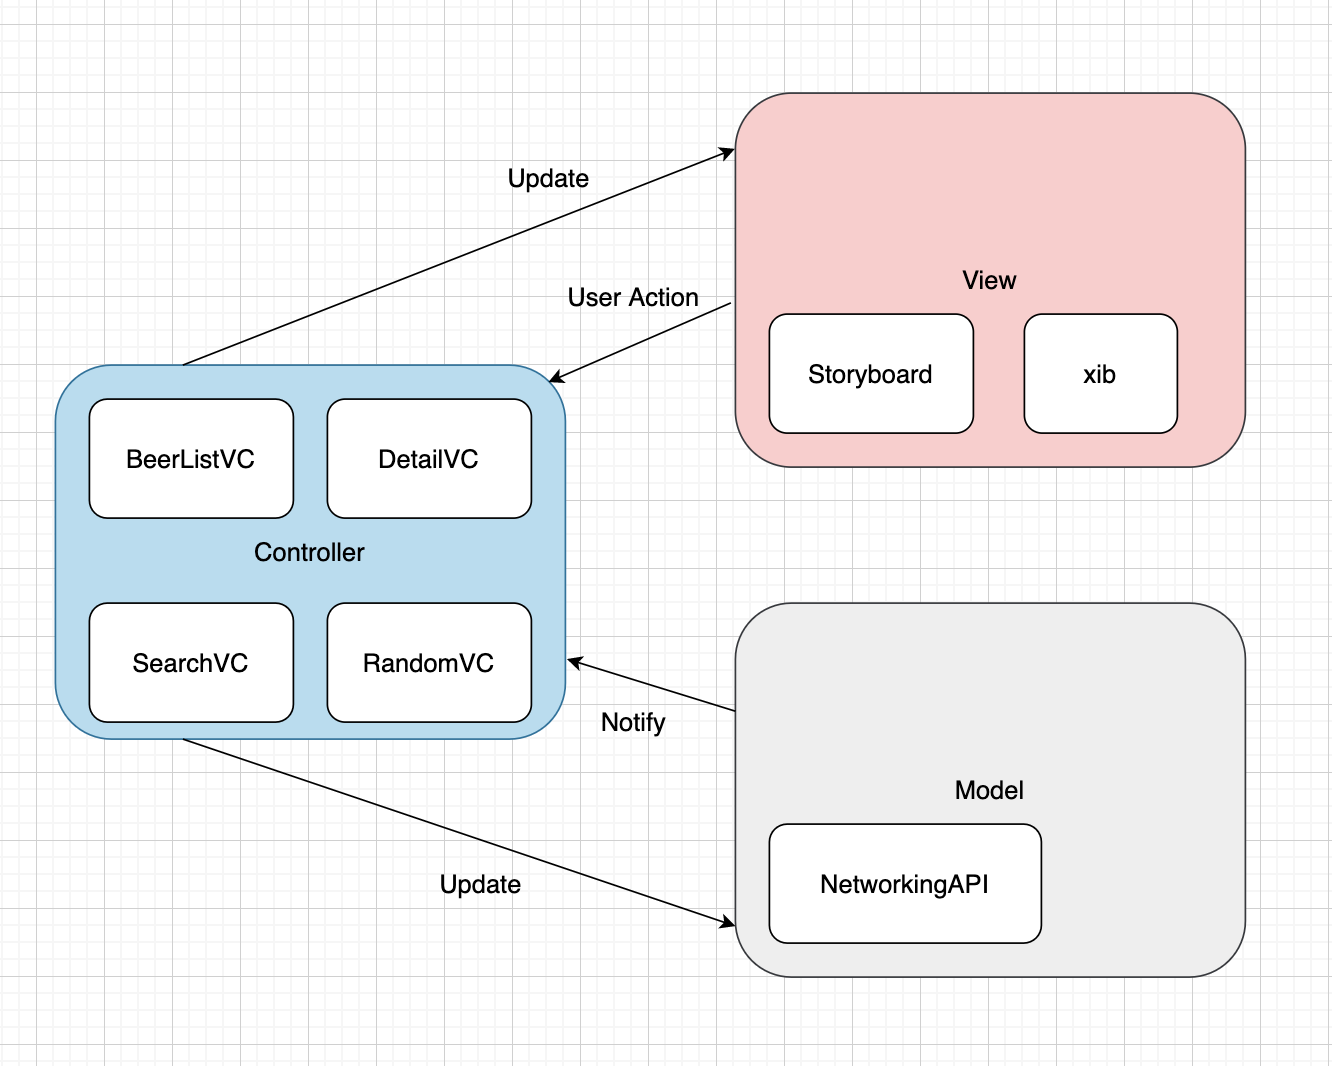 Update
View
User Action
Storyboard
xib
BeerListVC
DetailVC
Controller
SearchVC
RandomVC
Notify
Model
Update
NetworkingAPI